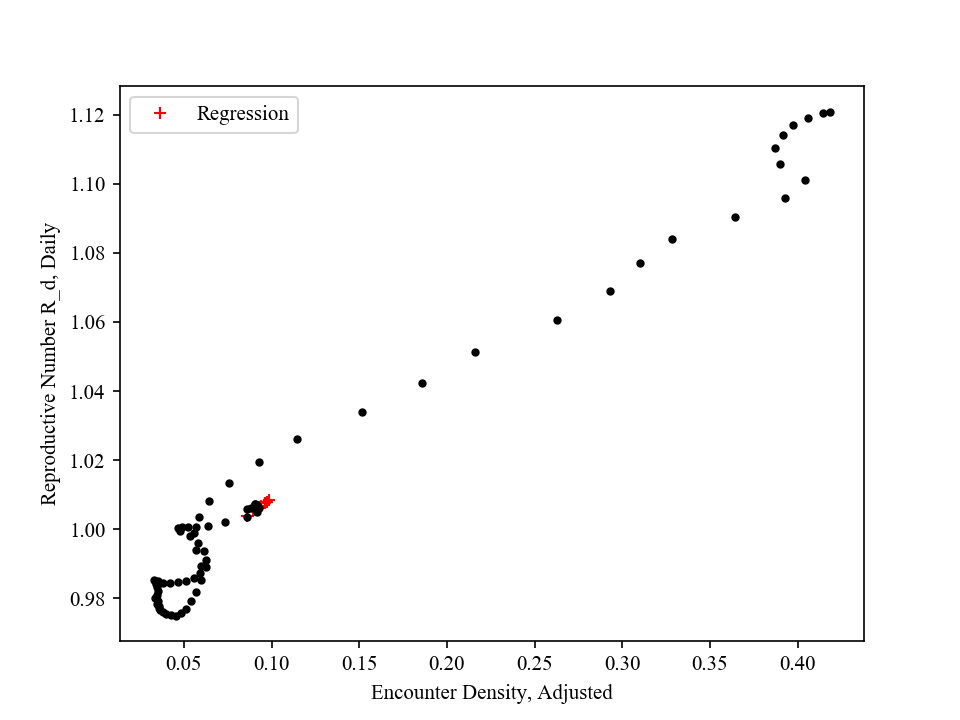 Regression
1.12
1.10
1.08
1.06
1.04
1.02
1.00
0.98
Reproductive Number R_d, Daily
0.05 0.10 0.15 0.20 0.25 0.30 0.35 0.40
Encounter Density, Adjusted